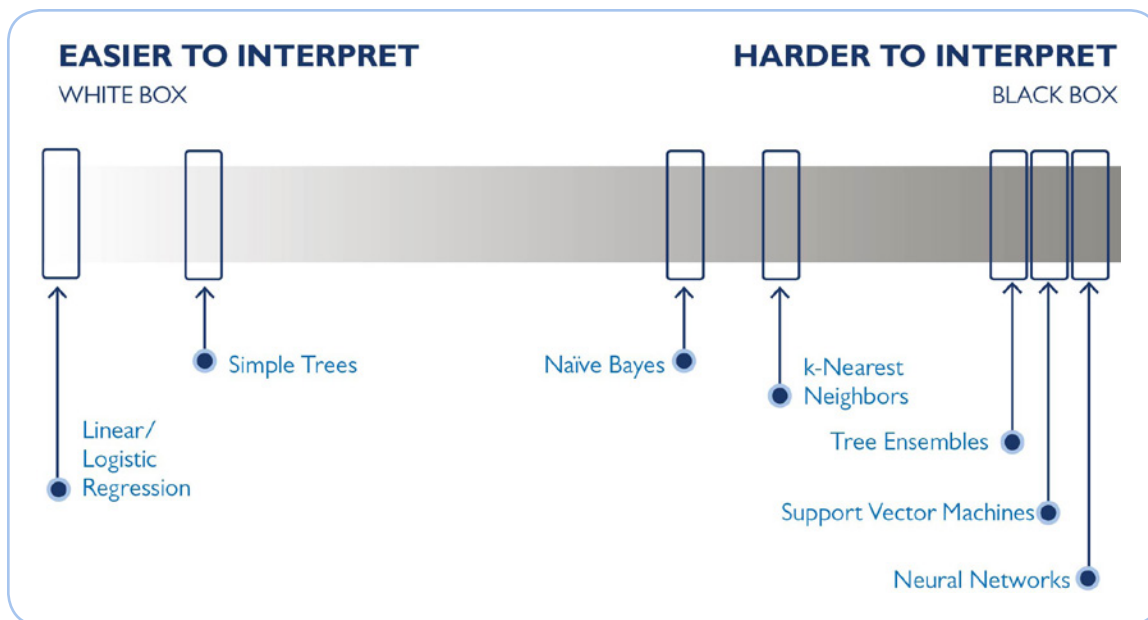 EASIER TO INTERPRET
WHITE BOX
HARDER TO INTERPRET
BLACK BOX
Linear/
Logistic
Regression
Simple Trees
Naïve Bayes
k-Nearest
Neighbors
Tree Ensembles
Support Vector Machines
Neural Networks